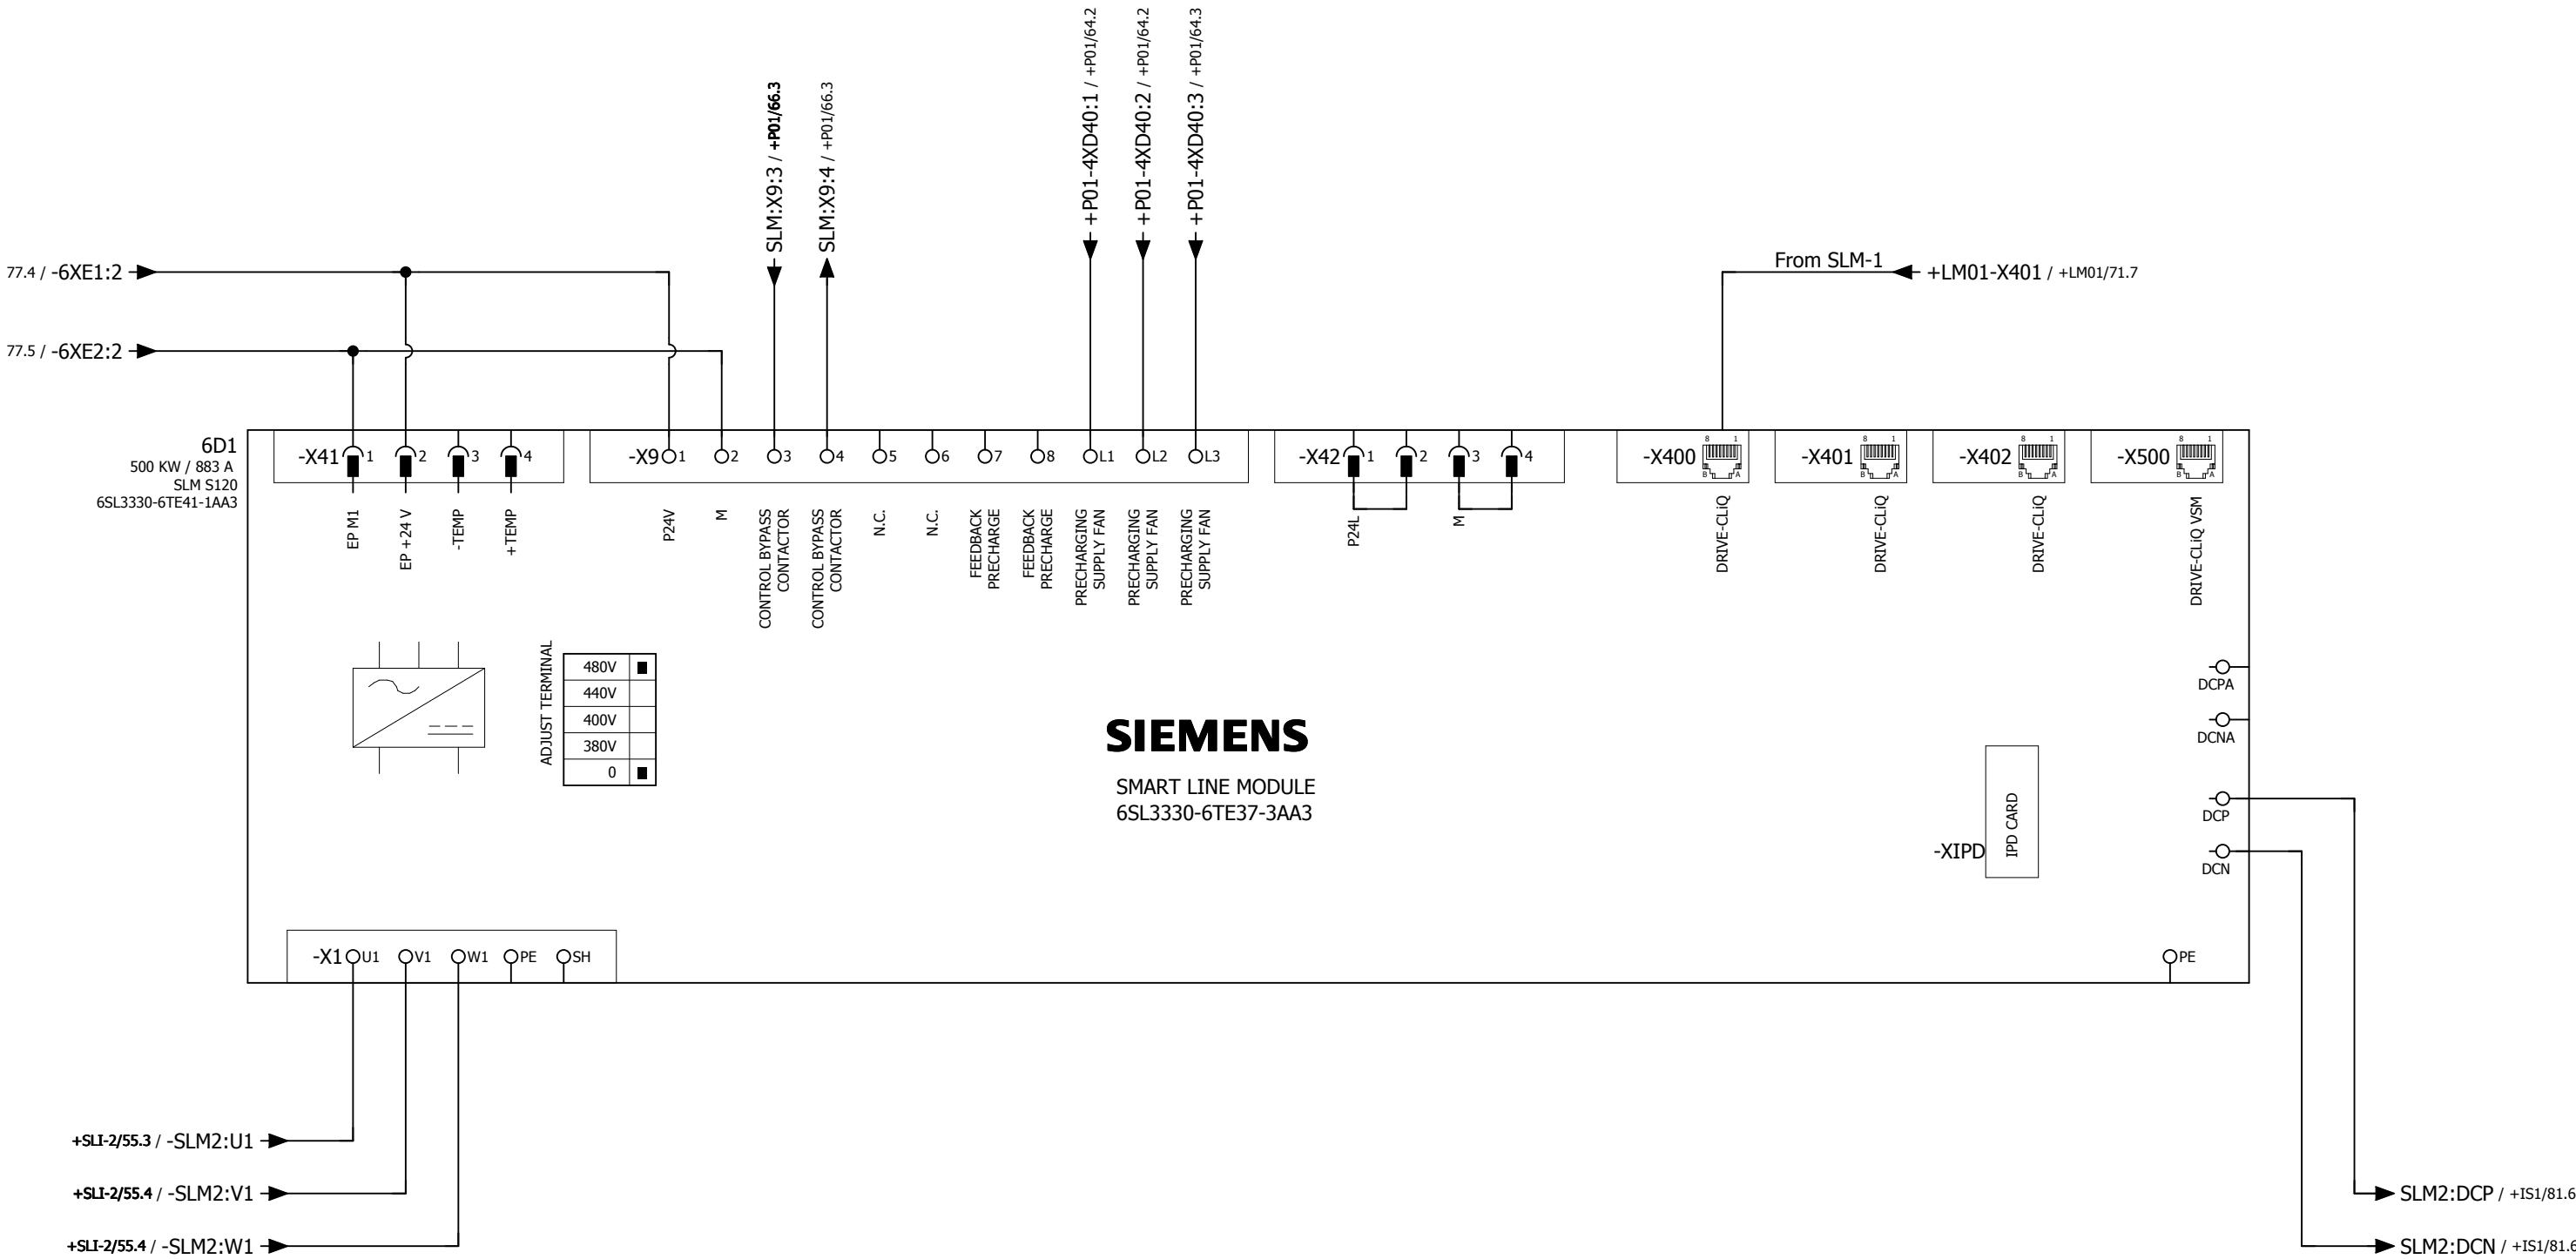 +P01-4XD40:1 / +P01/64.2
+P01-4XD40:2 / +P01/64.2
+P01-4XD40:3 / +P01/64.3
SLM:X9:3 / +P01/66.3
SLM:X9:4 / +P01/66.3
77.4 / -6XE1:2
77.5 / -6XE2:2
From SLM-1
+LM01-X401 / +LM01/71.7
6D1
500 KW / 883 A
SLM S120
6SL3330-6TE41-1AA3
-X41 1 2 3 4
EP M1
EP +24 V
-TEMP
+TEMP
-X9 1 2 3 4 5 6 7 8 L1 L2 L3
P24V
M
CONTROL BYPASS
CONTACTOR
CONTROL BYPASS
CONTACTOR
N.C.
N.C.
FEEDBACK
PRECHARGE
FEEDBACK
PRECHARGE
PRECHARGING
SUPPLY FAN
PRECHARGING
SUPPLY FAN
PRECHARGING
SUPPLY FAN
-X42 1 2 3 4
P24L
M
-X400
8 1
B A
DRIVE-CLiQ
-X401
8 1
B A
DRIVE-CLiQ
-X402
8 1
B A
DRIVE-CLiQ
-X500
8 1
B A
DRIVE-CLiQ VSM
ADJUST TERMINAL
480V
440V
400V
380V
0
SIEMENS
SMART LINE MODULE
6SL3330-6TE37-3AA3
DCPA
DCNA
DCP
DCN
-XIPD
IPD CARD
-X1 U1 V1 W1 PE SH
PE
+SLI-2/55.3 / -SLM2:U1
+SLI-2/55.4 / -SLM2:V1
+SLI-2/55.4 / -SLM2:W1
SLM2:DCP / +IS1/81.6
SLM2:DCN / +IS1/81.6